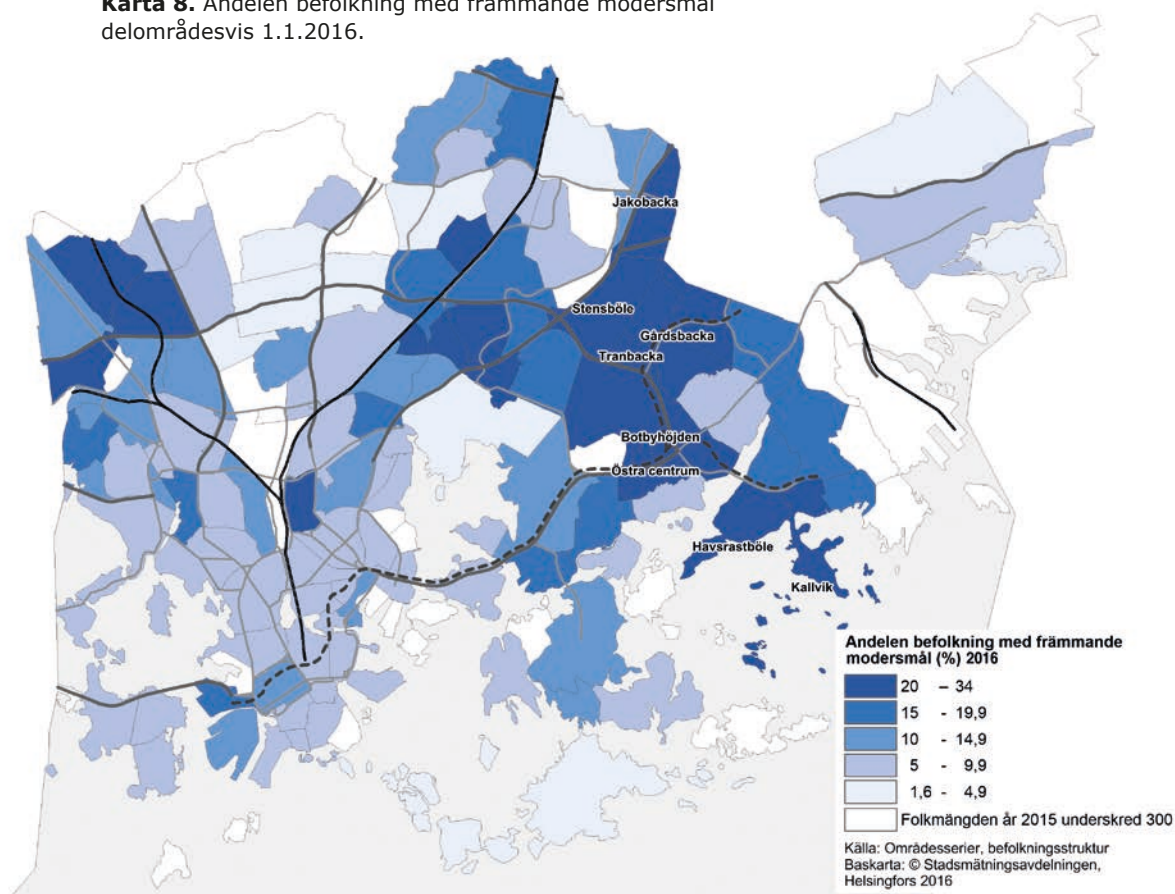 Karta 8. Andelen befolkning med främmande modersmål
delområdesvis 1.1.2016.
Jakobacka
Stensböle
Gårdsbacka
Tranbacka
Botbyhöjden
Östra centrum
Havsrastböle
Kallvik
Andelen befolkning med främmande
modersmål (%) 2016
20 – 34
15 - 19,9
10 - 14,9
5 - 9,9
1,6 - 4,9
Folkmängden år 2015 underskred 300
Källa: Områdesserier, befolkningsstruktur
Baskarta: © Stadsmätningsavdelningen,
Helsingfors 2016